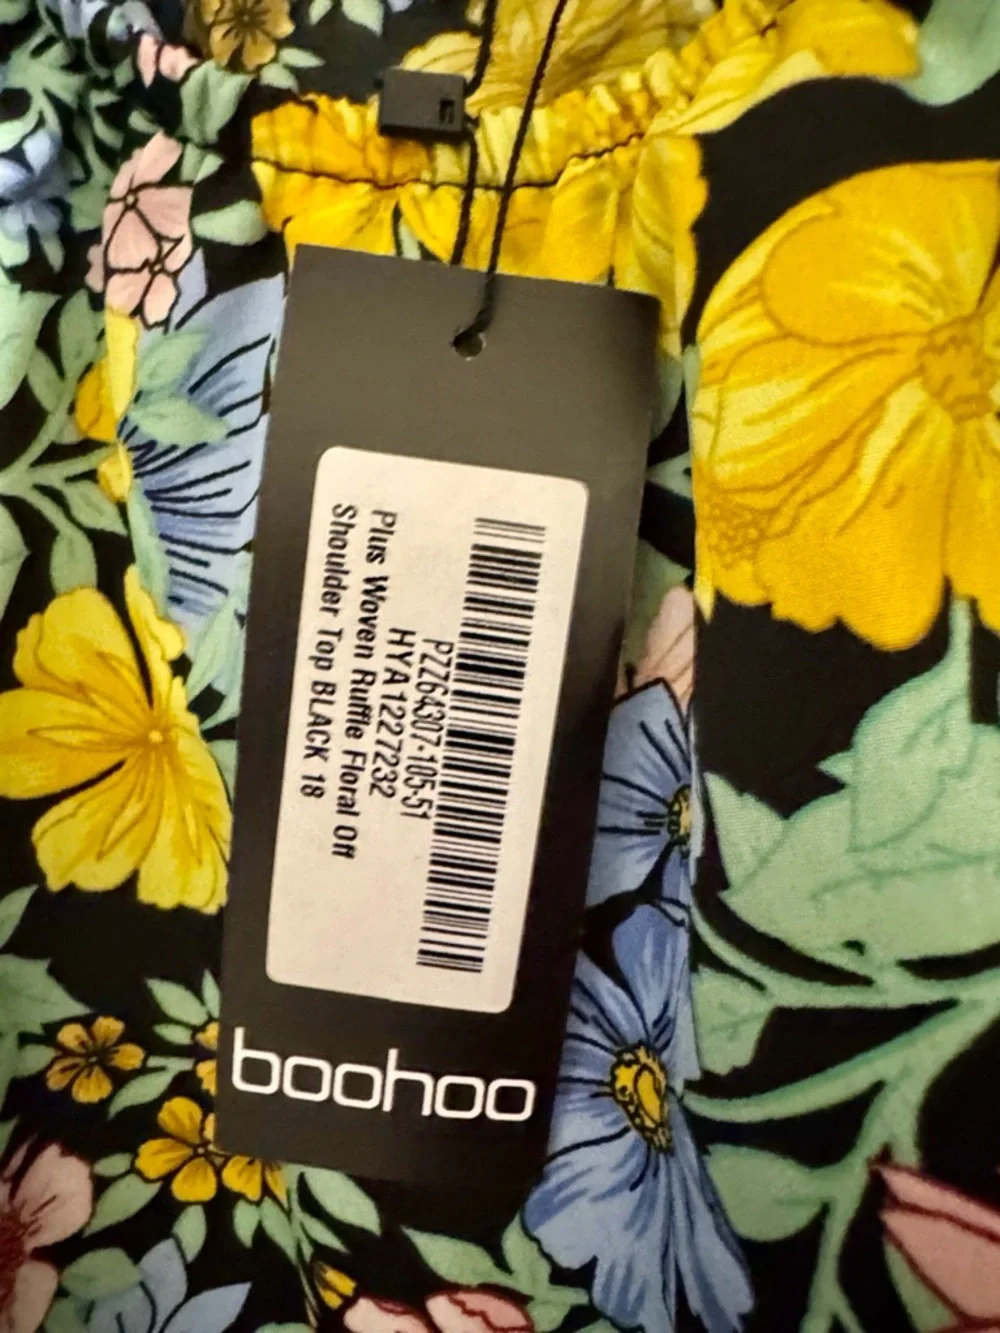 PZZ64307-105-51
HYA1227232
Plus Woven Ruffle Floral Off
Shoulder Top BLACK 18
boohoo